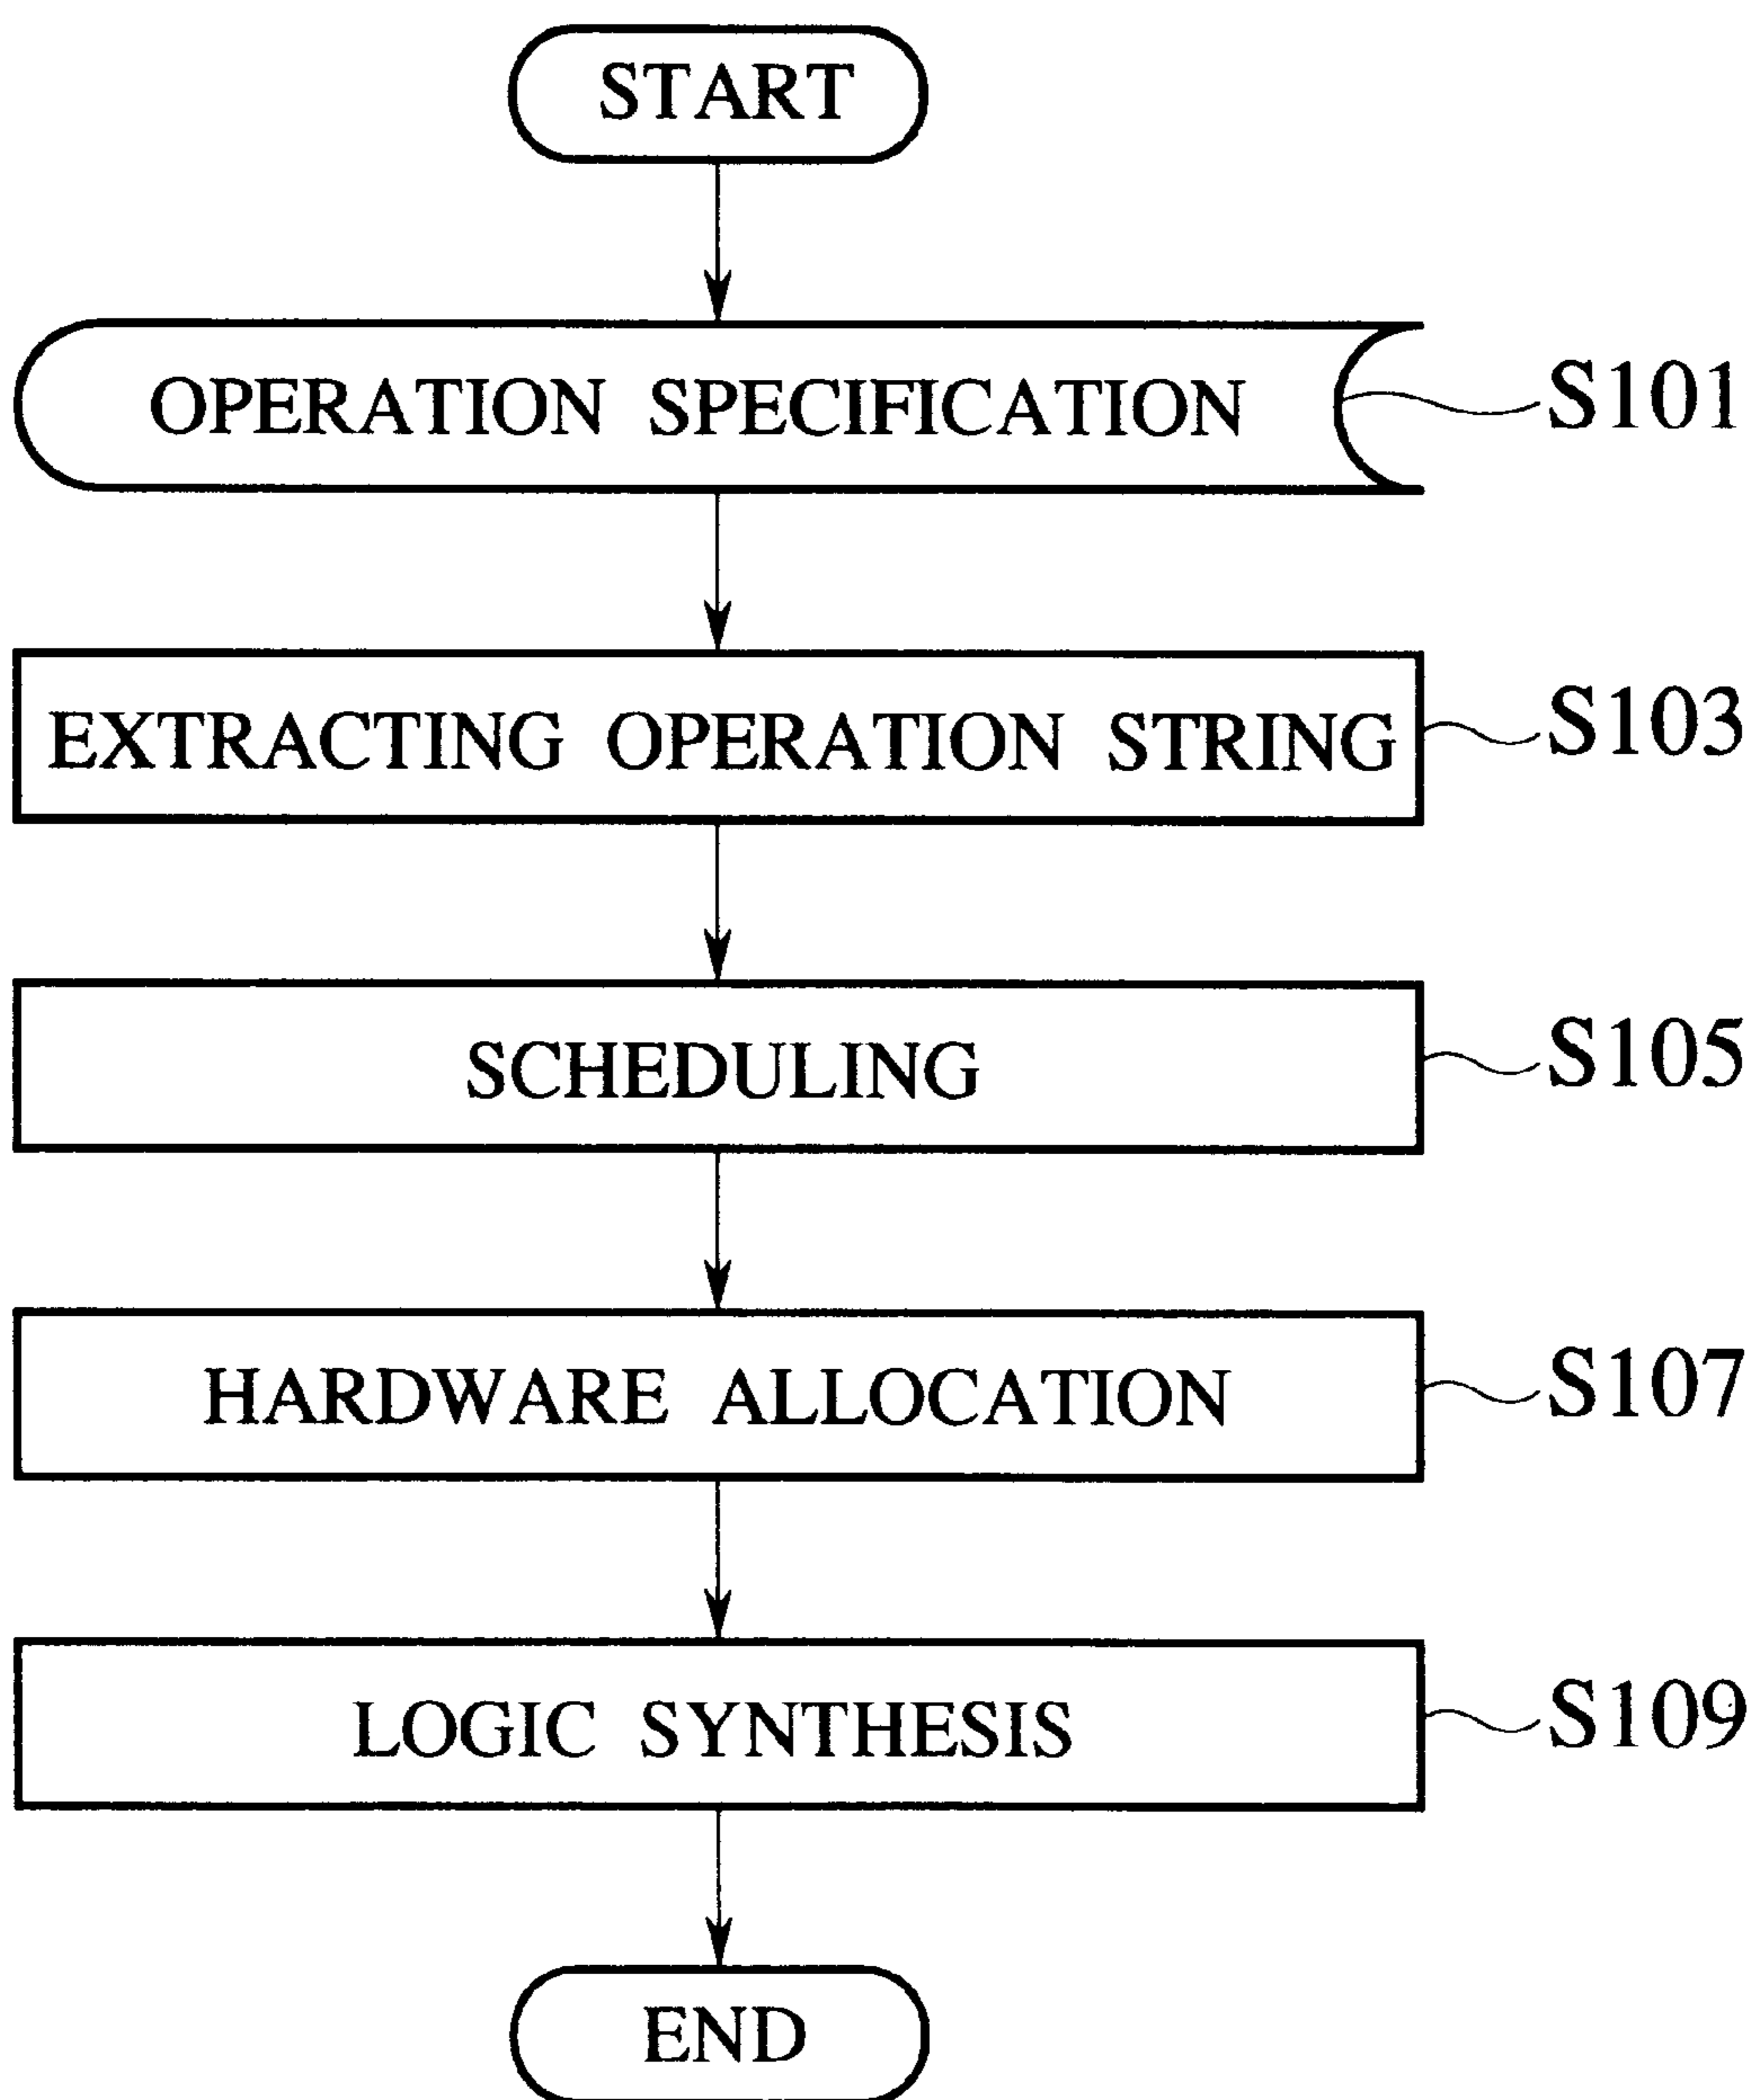 START
OPERATION SPECIFICATION
S101
EXTRACTING OPERATION STRING
S103
SCHEDULING
S105
HARDWARE ALLOCATION
S107
LOGIC SYNTHESIS
S109
END